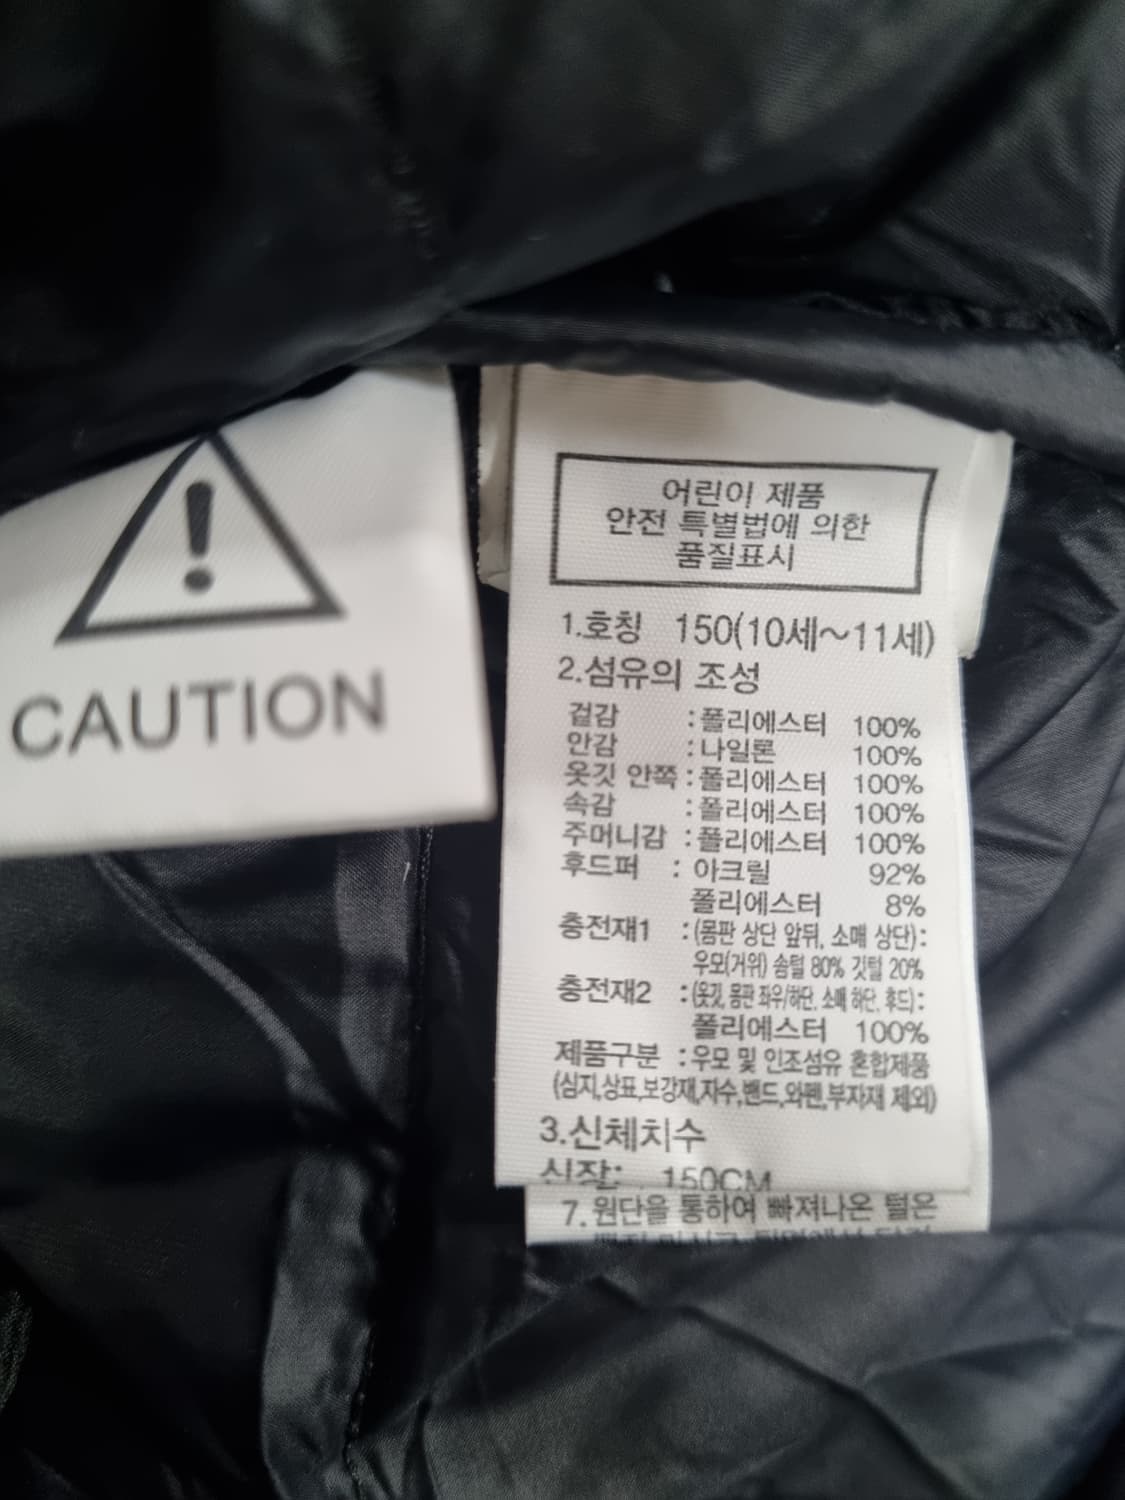 CAUTION
어린이 제품
안전 특별법에 의한
품질표시
1.호칭 150(10세~11세)
2.섬유의 조성
겉감 :폴리에스터 100%
안감 :나일론 100%
옷깃 안쪽:폴리에스터 100%
속감 :폴리에스터 100%
주머니감 :폴리에스터 100%
후드퍼 : 아크릴 92%
폴리에스터 8%
충전재1 :(몸판 상단 앞뒤, 소매 상단):
우모(거위) 솜털 80% 깃털 20%
충전재2 :(옷깃, 몸판 좌우/하단, 소매 하단, 후드):
폴리에스터 100%
제품구분 :우모 및 인조섬유 혼합제품
(심지,상표,보강재,자수,밴드,와펜,부자재 제외)
3.신체치수
신장: 150CM
7. 원단을 통하여 빠져나온 털은